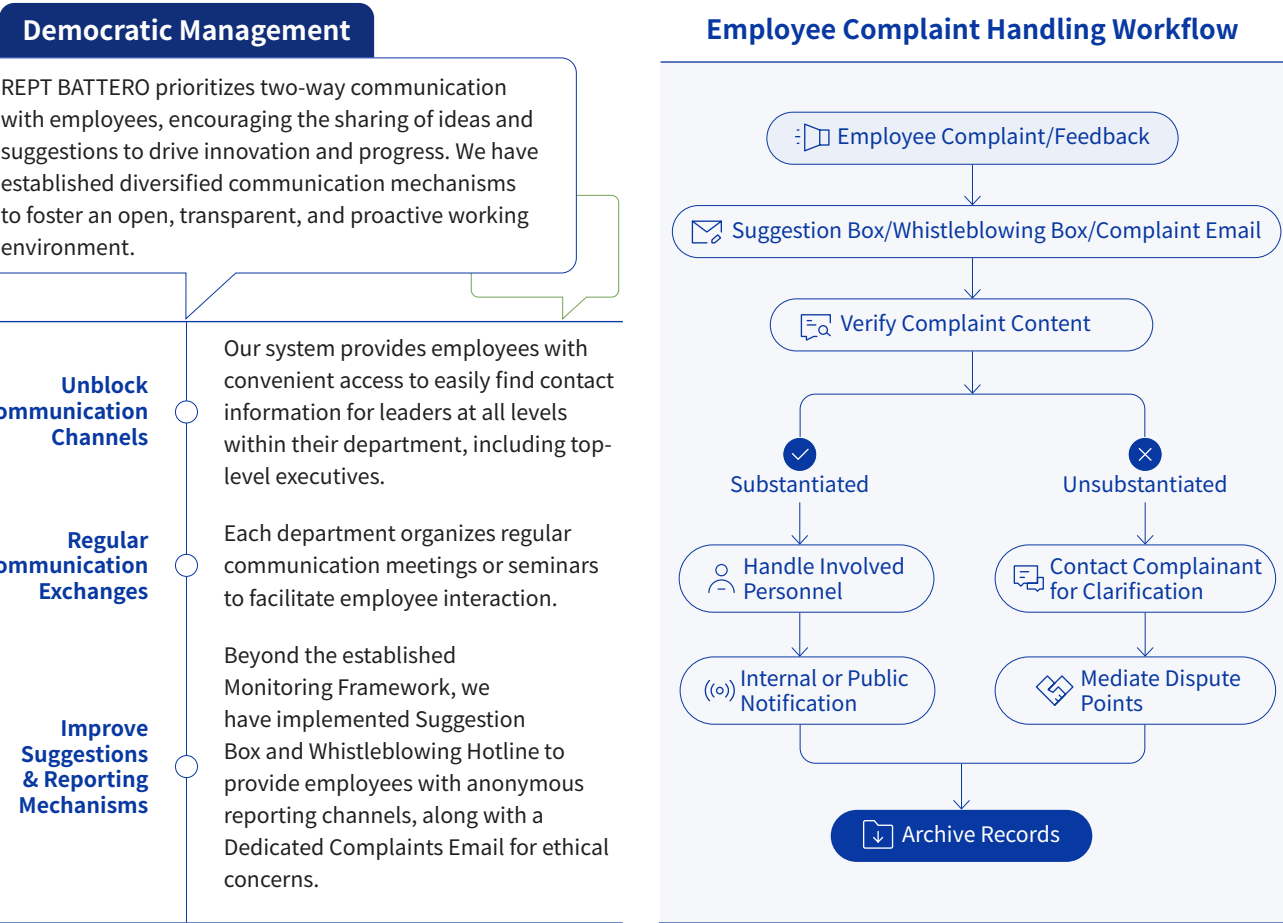 Democratic Management
REPT BATTERO prioritizes two-way communication
with employees, encouraging the sharing of ideas and
suggestions to drive innovation and progress. We have
established diversified communication mechanisms
to foster an open, transparent, and proactive working
environment.
Unblock
ommunication
Channels
Our system provides employees with
convenient access to easily find contact
information for leaders at all levels
within their department, including top-
level executives.
Regular
ommunication
Exchanges
Each department organizes regular
communication meetings or seminars
to facilitate employee interaction.
Improve
Suggestions
& Reporting
Mechanisms
Beyond the established
Monitoring Framework, we
have implemented Suggestion
Box and Whistleblowing Hotline to
provide employees with anonymous
reporting channels, along with a
Dedicated Complaints Email for ethical
concerns.
Employee Complaint Handling Workflow
Employee Complaint/Feedback
Suggestion Box/Whistleblowing Box/Complaint Email
Verify Complaint Content
Substantiated
Handle Involved
Personnel
Internal or Public
Notification
Unsubstantiated
Contact Complainant
for Clarification
Mediate Dispute
Points
Archive Records